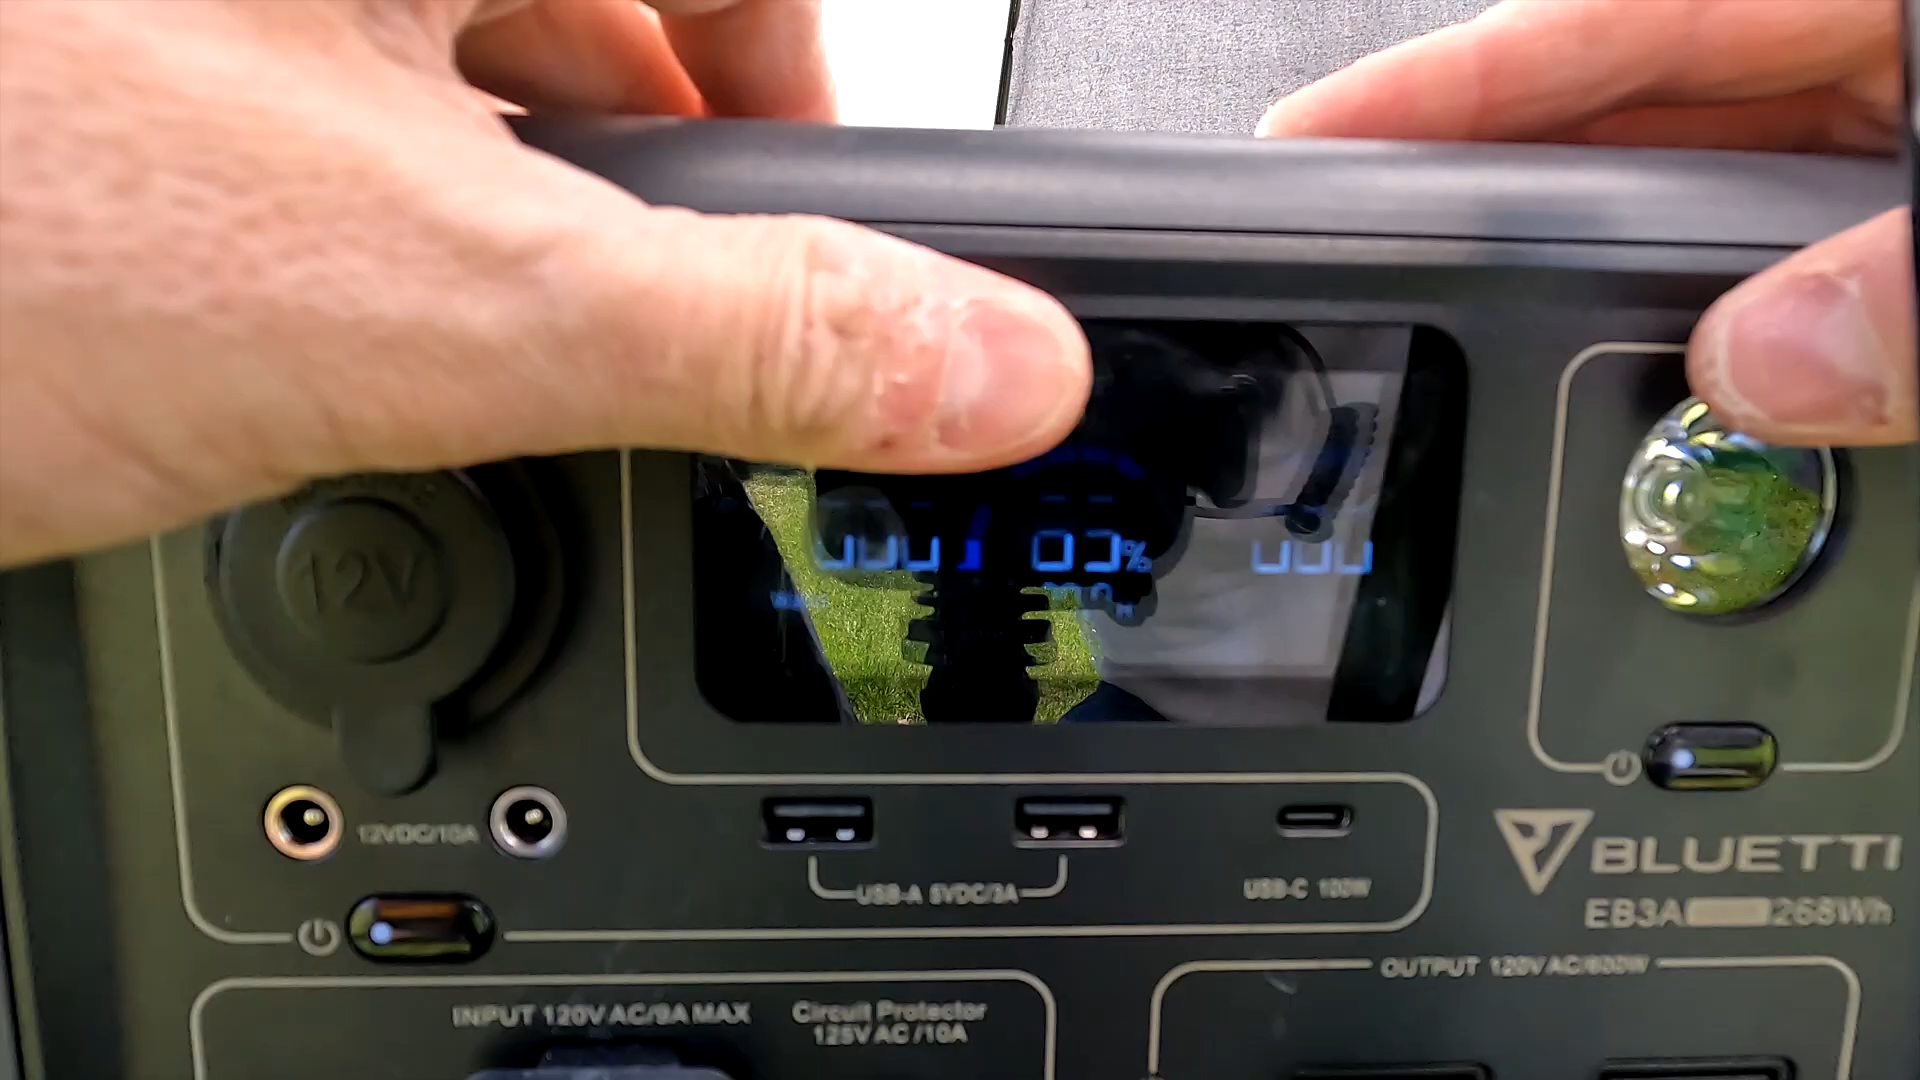 12V
%
12VDC/10A
USB-A 5VDC/3A
USB-C 100W
BLUETTI
EB3A 268Wh
OUTPUT 120V AC/600W
INPUT 120V AC/9A MAX
Circuit Protector
125V AC /10A